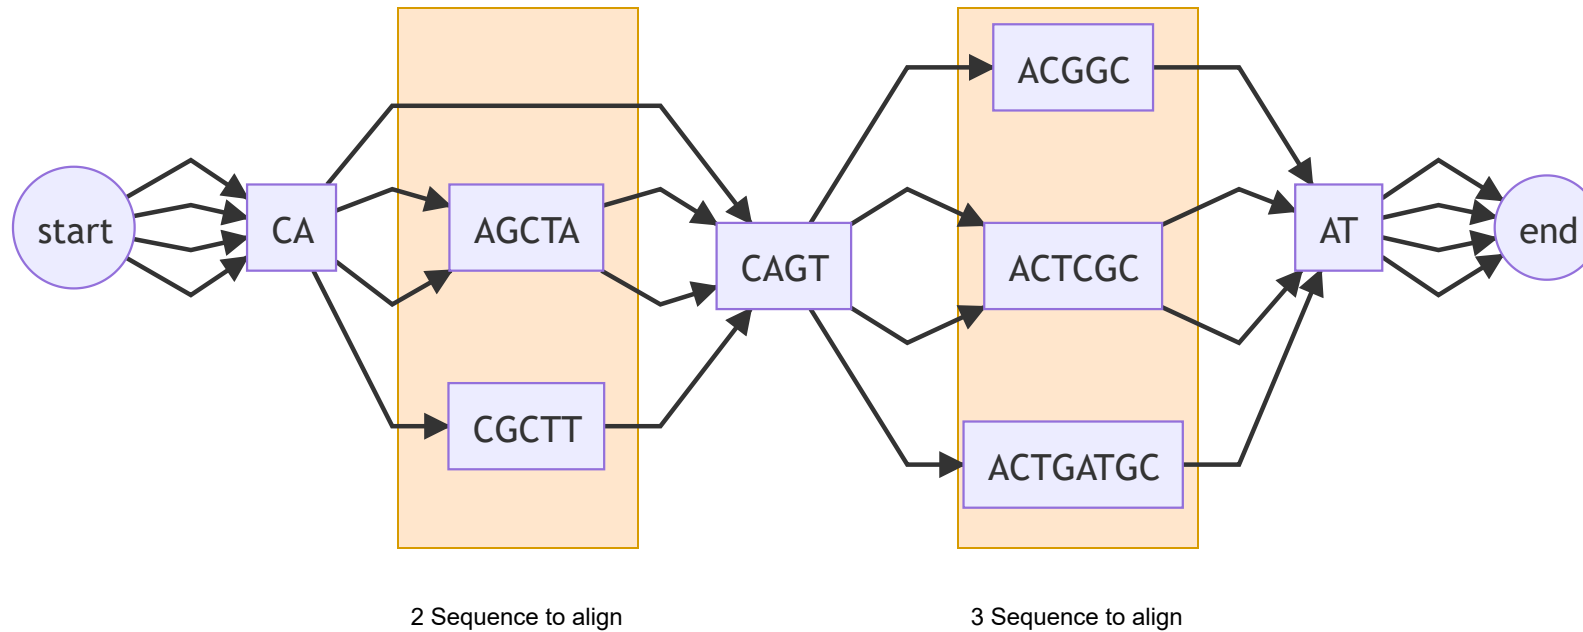 start
CA
AGCTA
CGCTT
CAGT
ACGGC
ACTCGC
ACTGATGC
AT
end
2 Sequence to align
3 Sequence to align